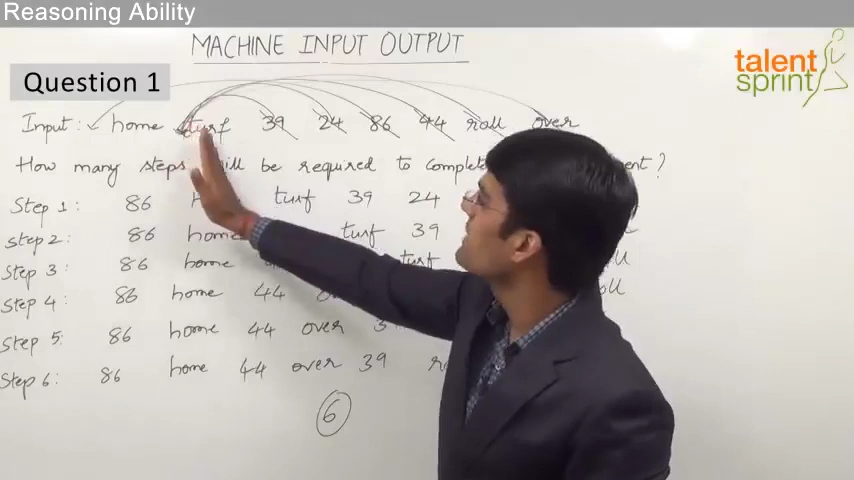 Reasoning Ability
MACHINE INPUT OUTPUT
talent
sprint
Question 1
Input: home turf 39 24 86 44 roll over
How many steps will be required to complete ?
Step 1: 86 turf 39 24
Step 2: 86 home turf 39
Step 3: 86 home turf
Step 4: 86 home 44
Step 5: 86 home 44 over
Step 6: 86 home 44 over 39
6